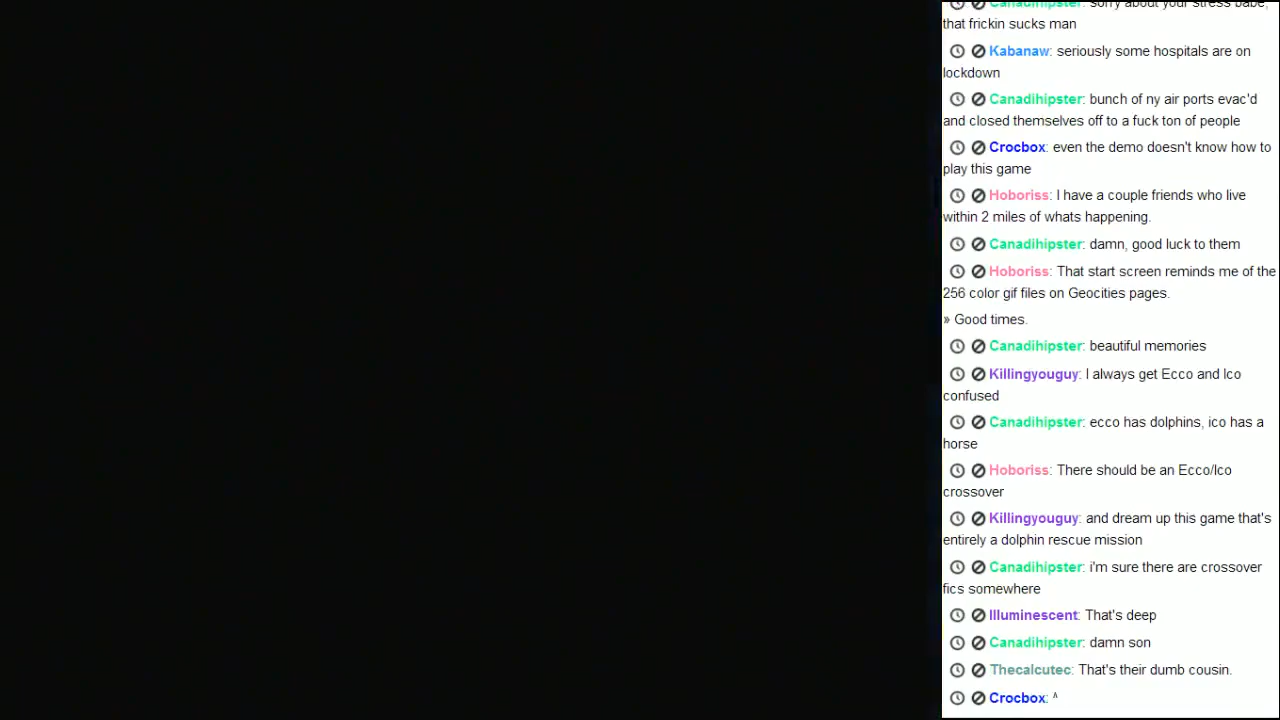 Canadihipster: sorry about your stress babe,
that frickin sucks man
Kabanaw: seriously some hospitals are on
lockdown
Canadihipster: bunch of ny air ports evac'd
and closed themselves off to a fuck ton of people
Crocbox: even the demo doesn't know how to
play this game
Hoboriss: I have a couple friends who live
within 2 miles of whats happening.
Canadihipster: damn, good luck to them
Hoboriss: That start screen reminds me of the
256 color gif files on Geocities pages.
» Good times.
Canadihipster: beautiful memories
Killingyouguy: I always get Ecco and Ico
confused
Canadihipster: ecco has dolphins, ico has a
horse
Hoboriss: There should be an Ecco/Ico
crossover
Killingyouguy: and dream up this game that's
entirely a dolphin rescue mission
Canadihipster: i'm sure there are crossover
fics somewhere
Illuminescent: That's deep
Canadihipster: damn son
Thecalcutec: That's their dumb cousin.
Crocbox: ^